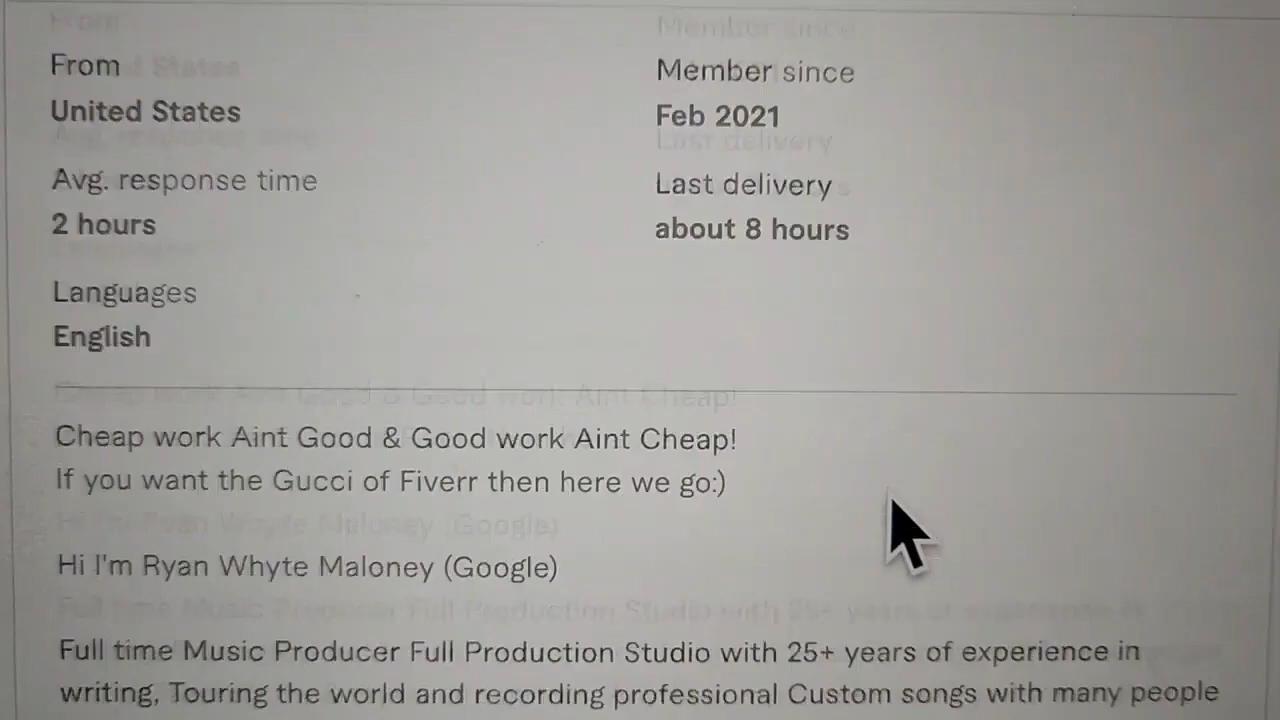 From
Member since
United States
Feb 2021
Avg. response time
Last delivery
2 hours
about 8 hours
Languages
English
Cheap work Aint Good & Good work Aint Cheap!
If you want the Gucci of Fiverr then here we go:)
Hi I'm Ryan Whyte Maloney (Google)
Full time Music Producer Full Production Studio with 25+ years of experience in
writing, Touring the world and recording professional Custom songs with many people